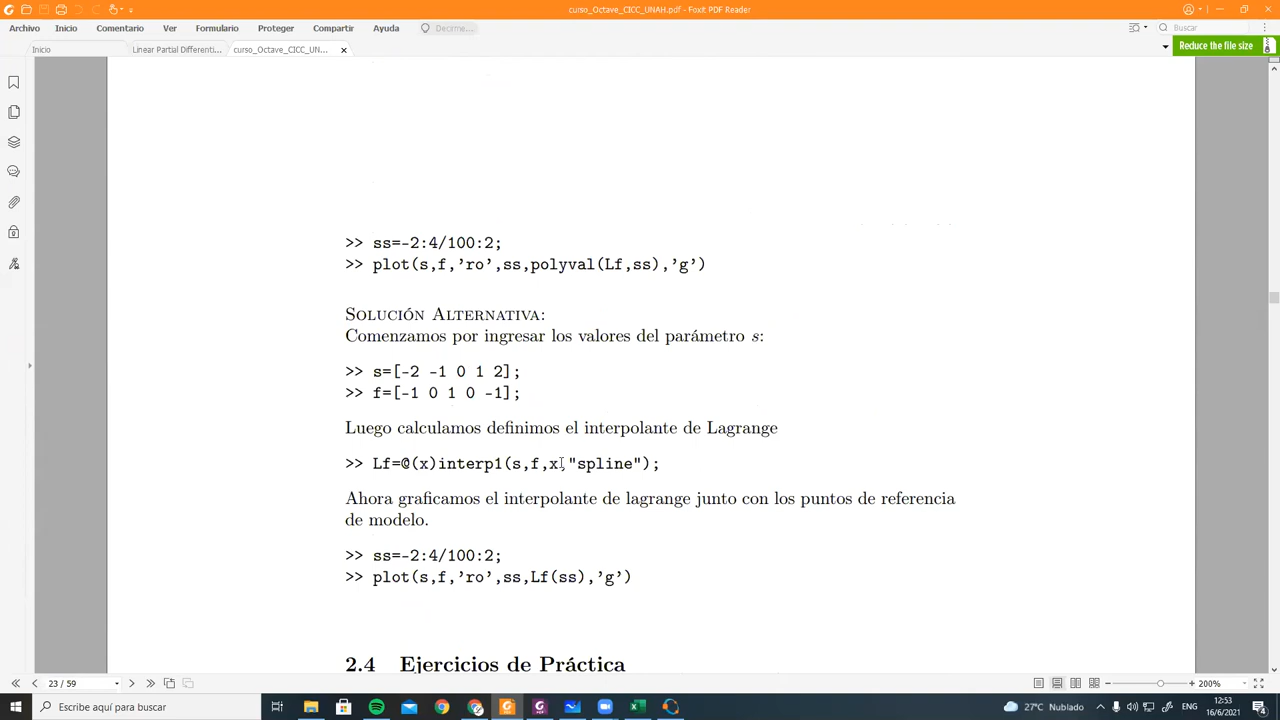 curso_Octave_CICC_UNAH.pdf - Foxit PDF Reader
Archivo Inicio Comentario Ver Formulario Proteger Compartir Ayuda Decime... Buscar
Inicio Linear Partial Differenti... curso_Octave_CICC_UN... Reduce the file size
>> ss=-2:4/100:2;
>> plot(s,f,'ro',ss,polyval(Lf,ss),'g')
Solución Alternativa:
Comenzamos por ingresar los valores del parámetro s:
>> s=[-2 -1 0 1 2];
>> f=[-1 0 1 0 -1];
Luego calculamos definimos el interpolante de Lagrange
>> Lf=@(x)interp1(s,f,x,"spline");
Ahora graficamos el interpolante de lagrange junto con los puntos de referencia
de modelo.
>> ss=-2:4/100:2;
>> plot(s,f,'ro',ss,Lf(ss),'g')
2.4 Ejercicios de Práctica
23 / 59 200%
Escribe aquí para buscar 27°C Nublado ENG 12:53
16/6/2021